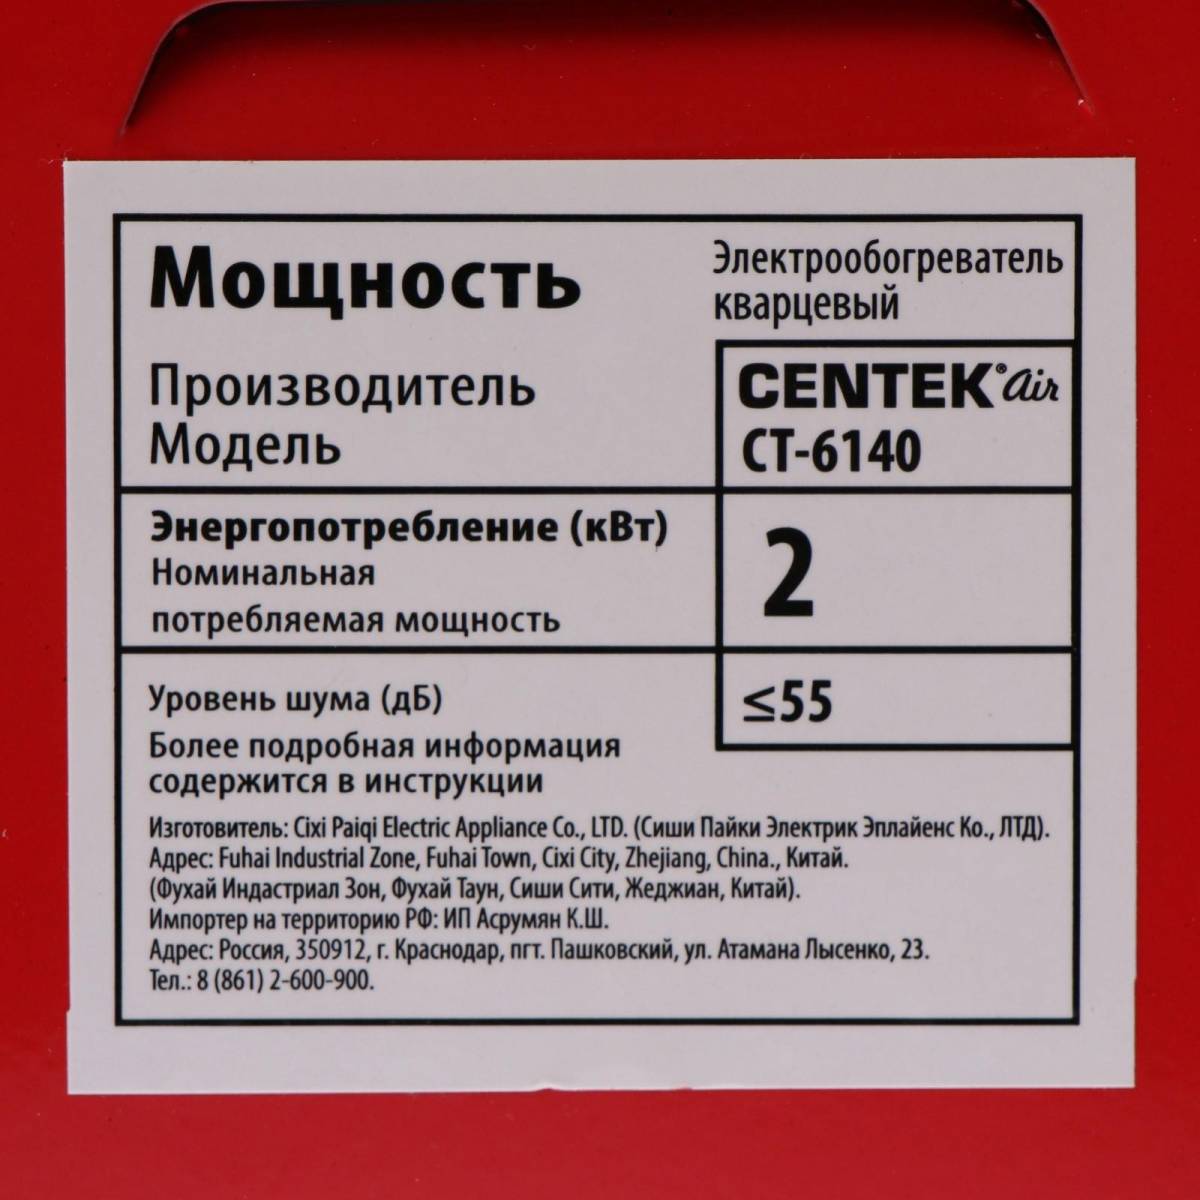 Мощность
Электрообогреватель
кварцевый
Производитель
CENTEK® Air
Модель
СТ-6140
Энергопотребление (кВт)
Номинальная
потребляемая мощность
2
Уровень шума (дБ)
≤55
Более подробная информация
содержится в инструкции
Изготовитель: Cixi Paiqi Electric Appliance Co., LTD. (Сиши Пайки Электрик Эплайенс Ко., ЛТД).
Адрес: Fuhai Industrial Zone, Fuhai Town, Cixi City, Zhejiang, China., Китай.
(Фухай Индастриал Зон, Фухай Таун, Сиши Сити, Жеджиан, Китай).
Импортер на территорию РФ: ИП Асрумян К.Ш.
Адрес: Россия, 350912, г. Краснодар, пгт. Пашковский, ул. Атамана Лысенко, 23.
Тел.: 8 (861) 2-600-900.